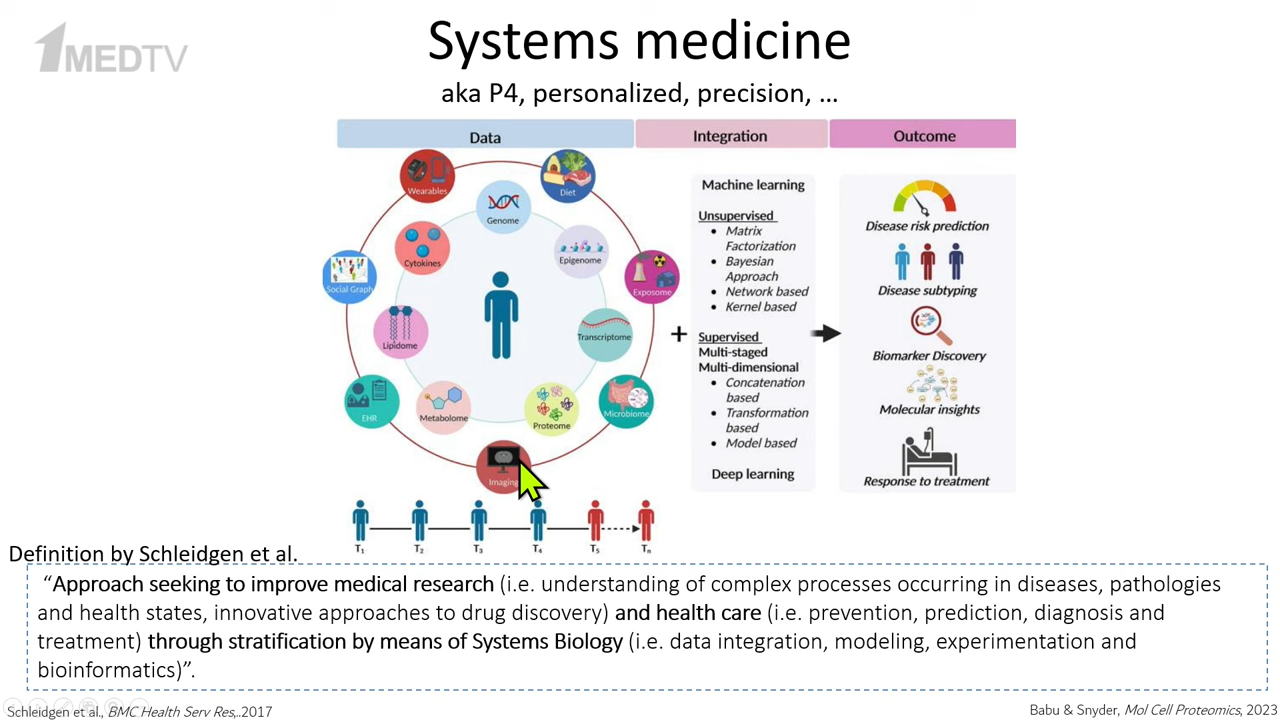 1MEDTV
Systems medicine
aka P4, personalized, precision, ...
Data
Integration
Outcome
Wearables
Diet
Genome
Cytokines
Epigenome
Social Graph
Exposome
Lipidome
Transcriptome
EHR
Metabolome
Proteome
Microbiome
Imaging
T1
T2
T3
T4
T5
Tn
+
Machine learning
Unsupervised
• Matrix
Factorization
• Bayesian
Approach
• Network based
• Kernel based
Supervised
Multi-staged
Multi-dimensional
• Concatenation
based
• Transformation
based
• Model based
Deep learning
Disease risk prediction
Disease subtyping
Biomarker Discovery
Molecular insights
Response to treatment
Definition by Schleidgen et al.
“Approach seeking to improve medical research (i.e. understanding of complex processes occurring in diseases, pathologies
and health states, innovative approaches to drug discovery) and health care (i.e. prevention, prediction, diagnosis and
treatment) through stratification by means of Systems Biology (i.e. data integration, modeling, experimentation and
bioinformatics)”.
Schleidgen et al., BMC Health Serv Res,.2017
Babu & Snyder, Mol Cell Proteomics, 2023